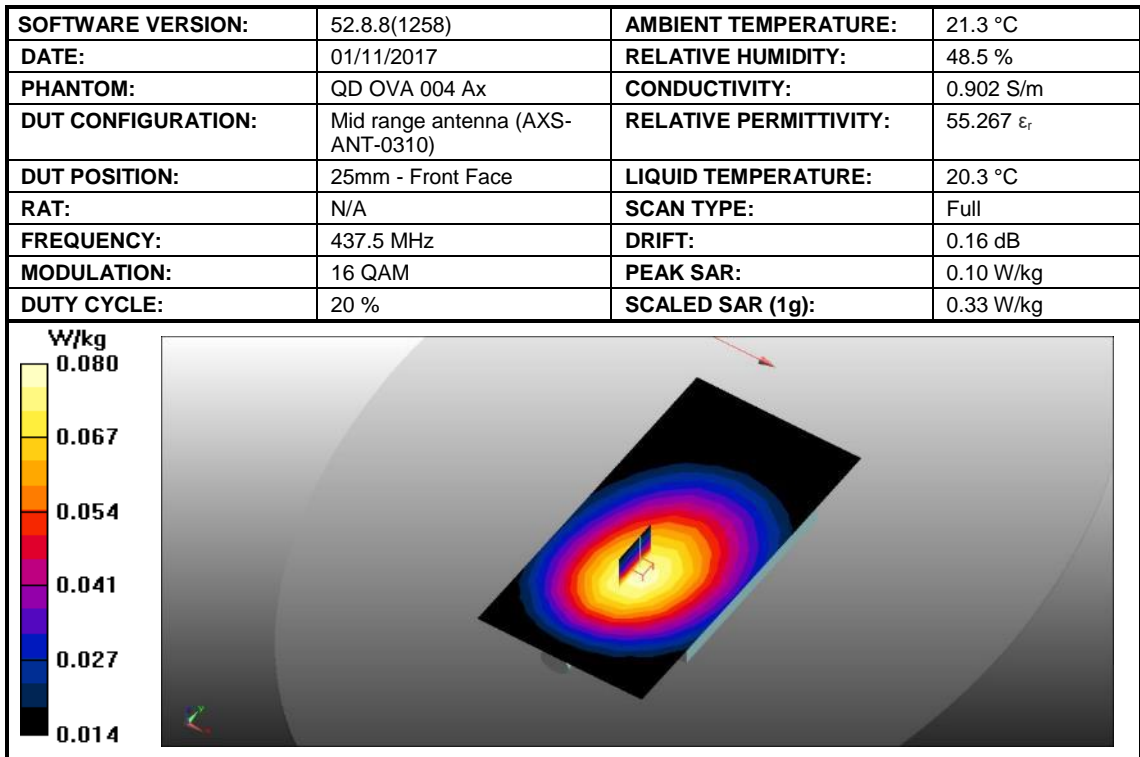 SOFTWARE VERSION: 52.8.8(1258) AMBIENT TEMPERATURE: 21.3 °C
DATE: 01/11/2017 RELATIVE HUMIDITY: 48.5 %
PHANTOM: QD OVA 004 Ax CONDUCTIVITY: 0.902 S/m
DUT CONFIGURATION: Mid range antenna (AXS- RELATIVE PERMITTIVITY: 55.267 εr
ANT-0310)
DUT POSITION: 25mm - Front Face LIQUID TEMPERATURE: 20.3 °C
RAT: N/A SCAN TYPE: Full
FREQUENCY: 437.5 MHz DRIFT: 0.16 dB
MODULATION: 16 QAM PEAK SAR: 0.10 W/kg
DUTY CYCLE: 20 % SCALED SAR (1g): 0.33 W/kg
W/kg
0.080
0.067
0.054
0.041
0.027
0.014